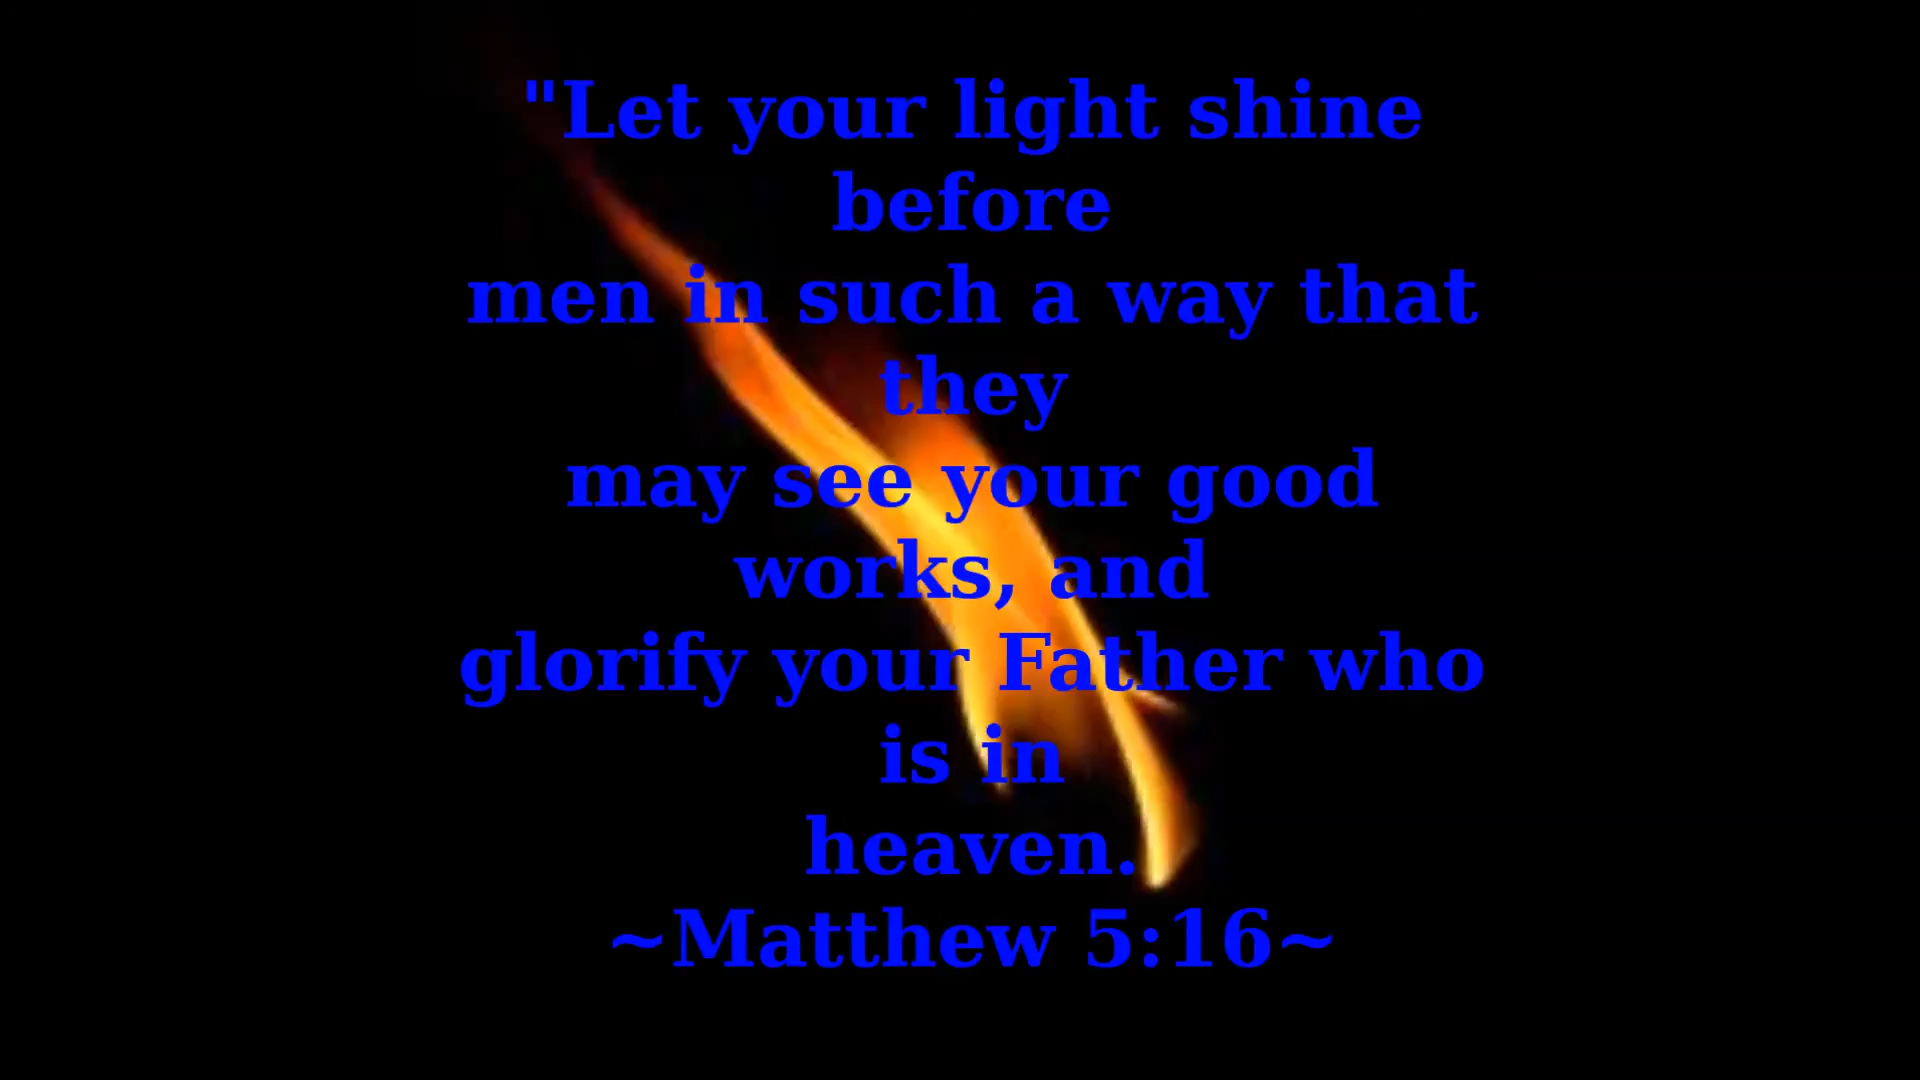 "Let your light shine
before
men in such a way that
they
may see your good
works, and
glorify your Father who
is in
heaven.
~Matthew 5:16~